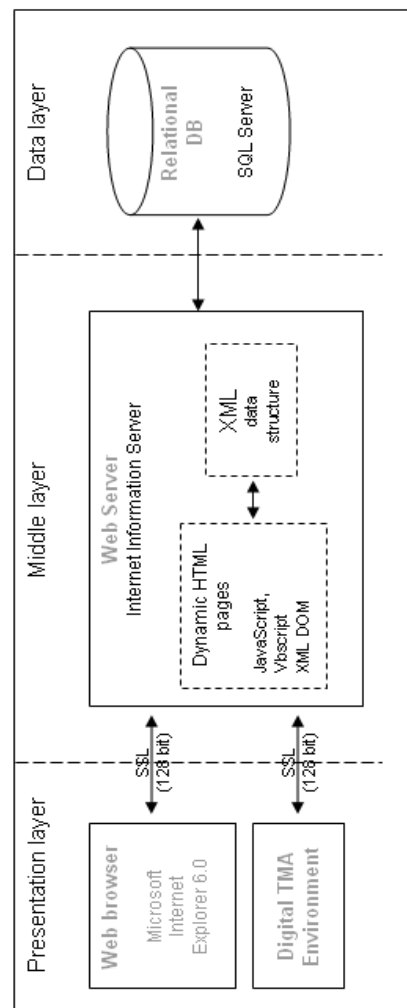 Presentation layer
Middle layer
Data layer
Web browser
Microsoft
Internet
Explorer 6.0
Digital TMA
Environment
SSL
(128 bit)
SSL
(128 bit)
Web Server
Internet Information Server
Dynamic HTML
pages
JavaScript,
Vbscript
XML DOM
XML
data
structure
Relational
DB
SQL Server